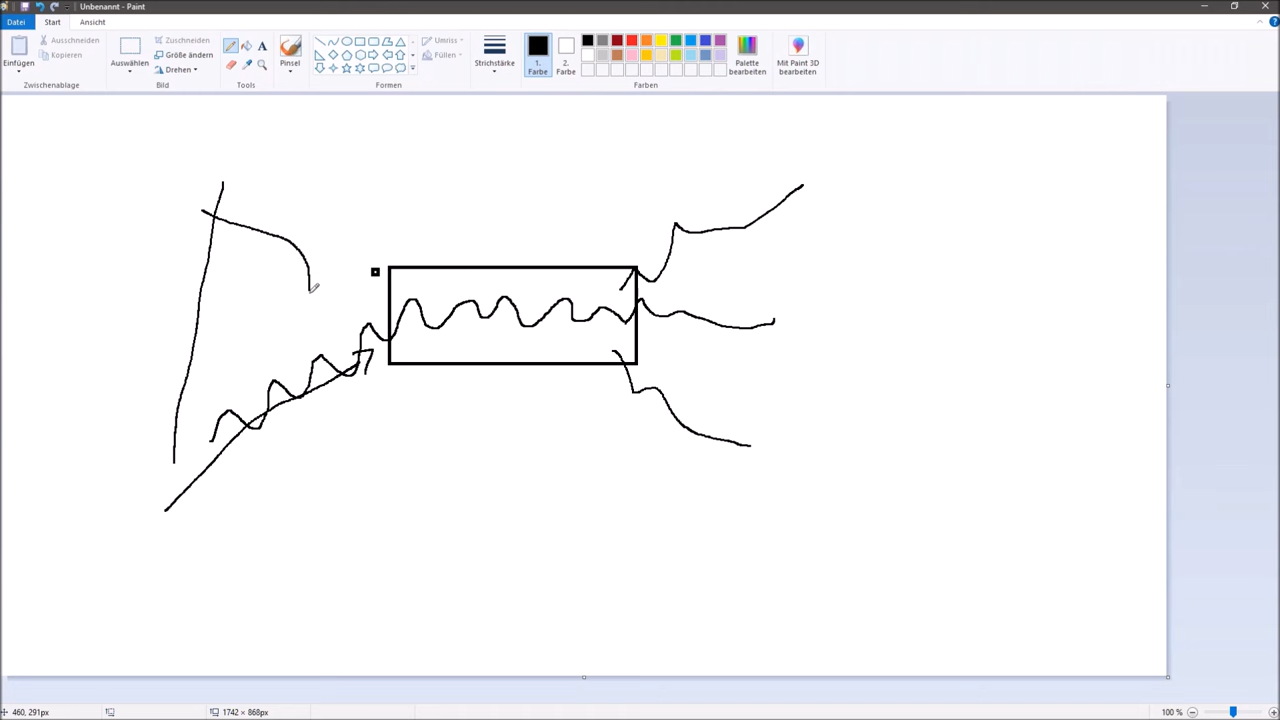 Unbenannt - Paint
Datei Start Ansicht
Einfügen
Ausschneiden
Kopieren
Zwischenablage
Auswählen
Zuschneiden
Größe ändern
Drehen
Bild
A
Tools
Pinsel
Umriss
Füllen
Formen
Strichstärke
1.
Farbe
2.
Farbe
Palette
bearbeiten
Mit Paint 3D
bearbeiten
Farben
460, 291px
1742 × 868px
100 %